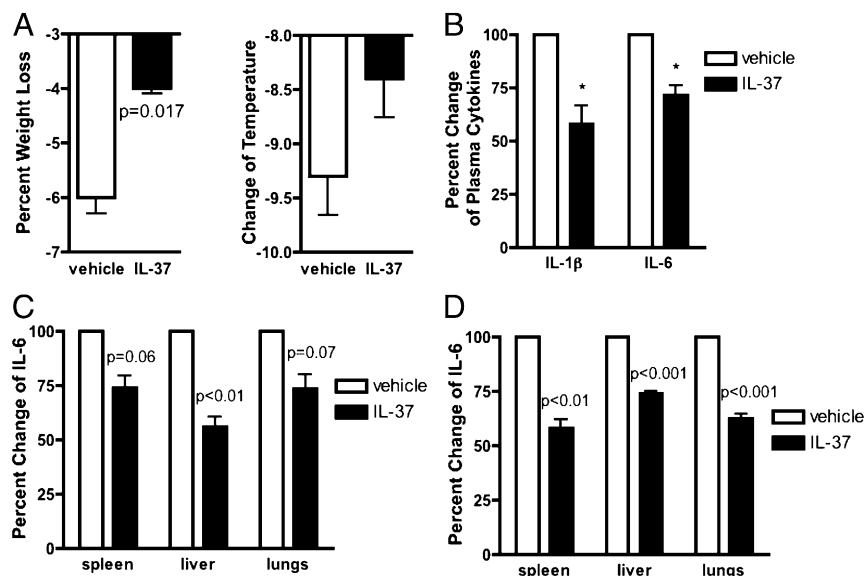 A
Percent Weight Loss
-3
-4
-5
-6
-7
p=0.017
vehicle IL-37
Change of Temperature
-8.0
-8.5
-9.0
-9.5
-10.0
vehicle IL-37
B
Percent Change
of Plasma Cytokines
100
75
50
25
0
*
*
IL-1β IL-6
vehicle
IL-37
C
Percent Change of IL-6
100
75
50
25
0
p=0.06
p<0.01
p=0.07
spleen liver lungs
vehicle
IL-37
D
Percent Change of IL-6
100
75
50
25
0
p<0.01
p<0.001
p<0.001
spleen liver lungs
vehicle
IL-37